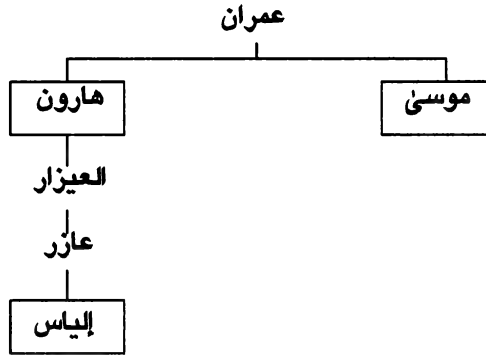 عمران
موسىٰ
هارون
العيزار
عازر
إلياس